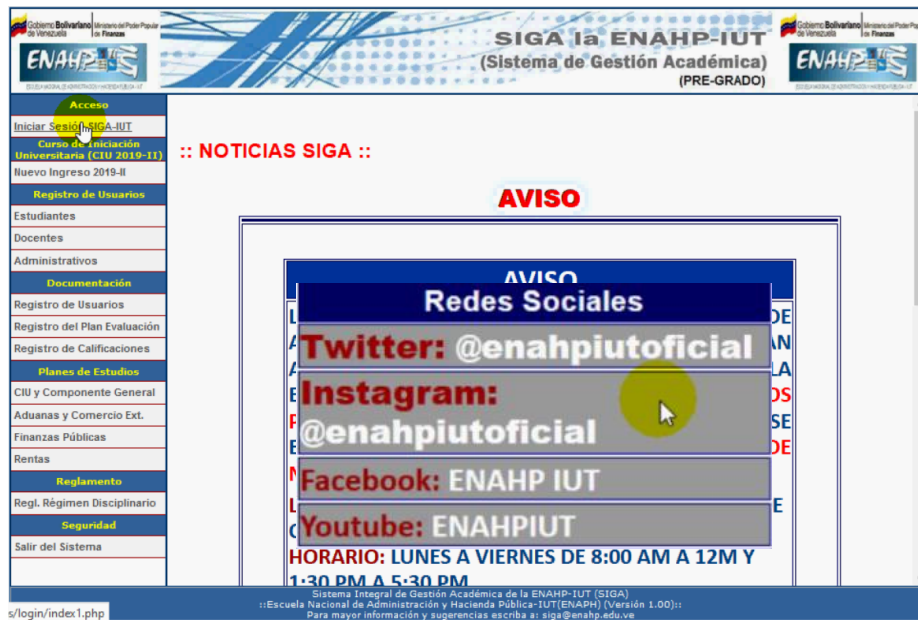 Gobierno Bolivariano de Venezuela
Ministerio del Poder Popular de Finanzas
ENAHP
SIGA la ENAHP-IUT
(Sistema de Gestión Académica)
(PRE-GRADO)
Gobierno Bolivariano de Venezuela
Ministerio del Poder Pop
de Finanzas
ENAHP
Acceso
Iniciar Sesión SIGA-IUT
Curso de Iniciación
Universitaria (CIU 2019-II)
Nuevo Ingreso 2019-II
Registro de Usuarios
Estudiantes
Docentes
Administrativos
Documentación
Registro de Usuarios
Registro del Plan Evaluación
Registro de Calificaciones
Planes de Estudios
CIU y Componente General
Aduanas y Comercio Ext.
Finanzas Públicas
Rentas
Reglamento
Regl. Régimen Disciplinario
Seguridad
Salir del Sistema
:: NOTICIAS SIGA ::
AVISO
AVISO
Redes Sociales
Twitter: @enahpiutoficial
Instagram:
@enahpiutoficial
Facebook: ENAHP IUT
Youtube: ENAHPIUT
HORARIO: LUNES A VIERNES DE 8:00 AM A 12M Y
1:30 PM A 5:30 PM
Sistema Integral de Gestión Académica de la ENAHP-IUT (SIGA)
::Escuela Nacional de Administración y Hacienda Pública-IUT(ENAPH) (Versión 1.00)::
Para mayor información y sugerencias escriba a: siga@enahp.edu.ve
s/login/index1.php